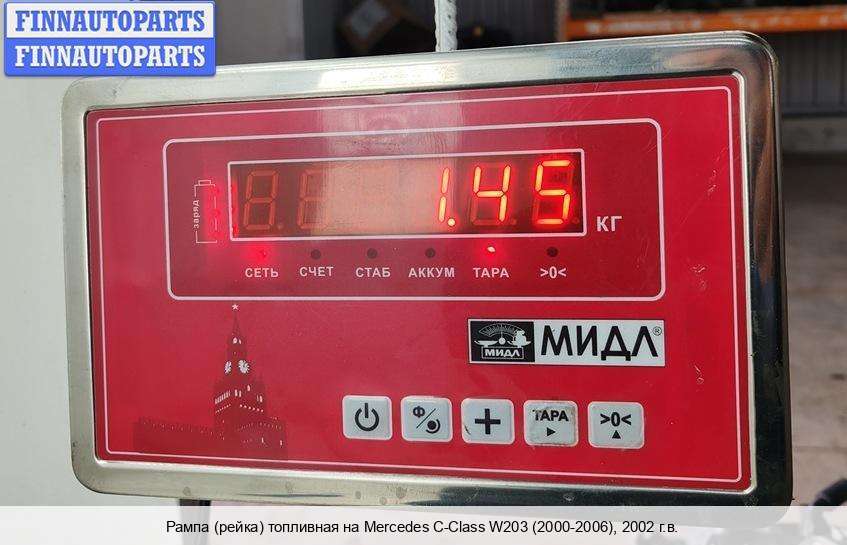 FINNAUTOPARTS
FINNAUTOPARTS
заряд
1.45
КГ
СЕТЬ СЧЕТ СТАБ АККУМ ТАРА >0<
МИДЛ МИДЛ®
Ф ТАРА >0<
Рампа (рейка) топливная на Mercedes C-Class W203 (2000-2006), 2002 г.в.